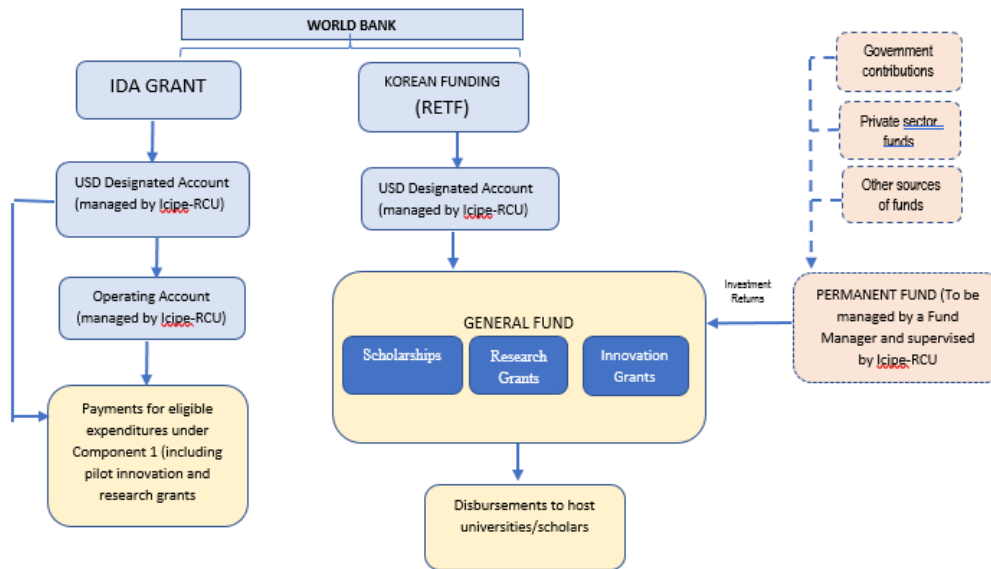 WORLD BANK
IDA GRANT
KOREAN FUNDING
(RETF)
USD Designated Account
(managed by Icipe-RCU)
USD Designated Account
(managed by Icipe-RCU)
Operating Account
(managed by Icipe-RCU)
Payments for eligible
expenditures under
Component 1 (including
pilot innovation and
research grants
GENERAL FUND
Scholarships
Research
Grants
Innovation
Grants
Disbursements to host
universities/scholars
Government
contributions
Private sector
funds
Other sources
of funds
Investment
Returns
PERMANENT FUND (To be
managed by a Fund
Manager and supervised
by Icipe-RCU